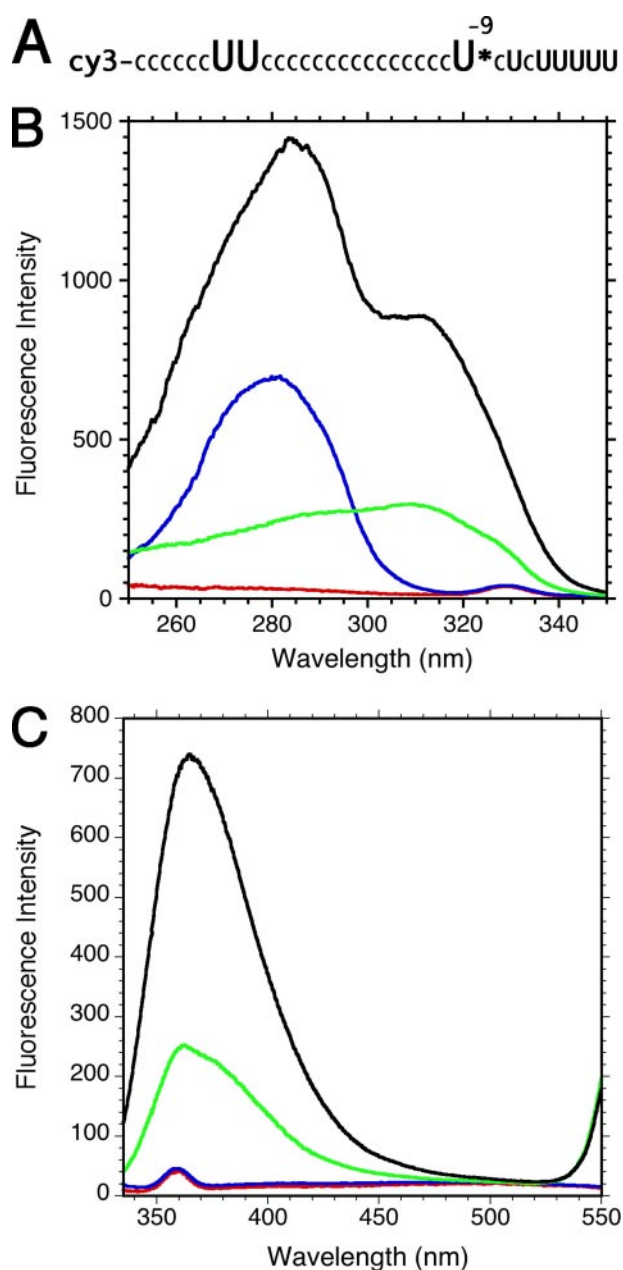 A
-9
cy3-ccccccUUcccccccccccccccU*cUcUUUUU
B
1500
1000
500
0
Fluorescence Intensity
260 280 300 320 340
Wavelength (nm)
C
800
700
600
500
400
300
200
100
0
Fluorescence Intensity
350 400 450 500 550
Wavelength (nm)